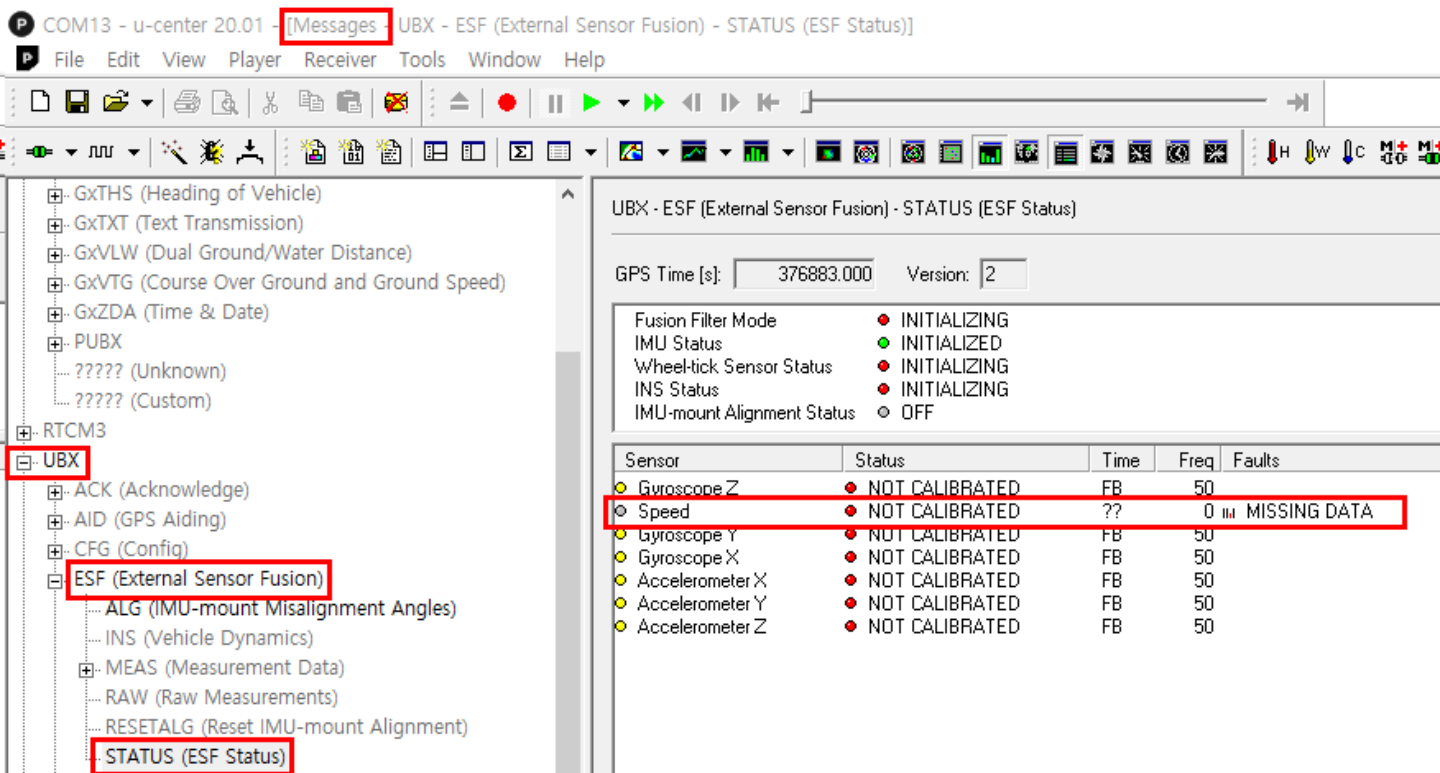 COM13 - u-center 20.01 - [Messages - UBX - ESF (External Sensor Fusion) - STATUS (ESF Status)]
File Edit View Player Receiver Tools Window Help
H W C M M
GxTHS (Heading of Vehicle)
GxTXT (Text Transmission)
GxVLW (Dual Ground/Water Distance)
GxVTG (Course Over Ground and Ground Speed)
GxZDA (Time & Date)
PUBX
????? (Unknown)
????? (Custom)
RTCM3
UBX
ACK (Acknowledge)
AID (GPS Aiding)
CFG (Config)
ESF (External Sensor Fusion)
ALG (IMU-mount Misalignment Angles)
INS (Vehicle Dynamics)
MEAS (Measurement Data)
RAW (Raw Measurements)
RESETALG (Reset IMU-mount Alignment)
STATUS (ESF Status)
UBX - ESF (External Sensor Fusion) - STATUS (ESF Status)
GPS Time [s]: 376883.000 Version: 2
Fusion Filter Mode INITIALIZING
IMU Status INITIALIZED
Wheel-tick Sensor Status INITIALIZING
INS Status INITIALIZING
IMU-mount Alignment Status OFF
Sensor Status Time Freq Faults
Gyroscope Z NOT CALIBRATED FB 50
Speed NOT CALIBRATED ?? 0 MISSING DATA
Gyroscope Y NOT CALIBRATED FB 50
Gyroscope X NOT CALIBRATED FB 50
Accelerometer X NOT CALIBRATED FB 50
Accelerometer Y NOT CALIBRATED FB 50
Accelerometer Z NOT CALIBRATED FB 50